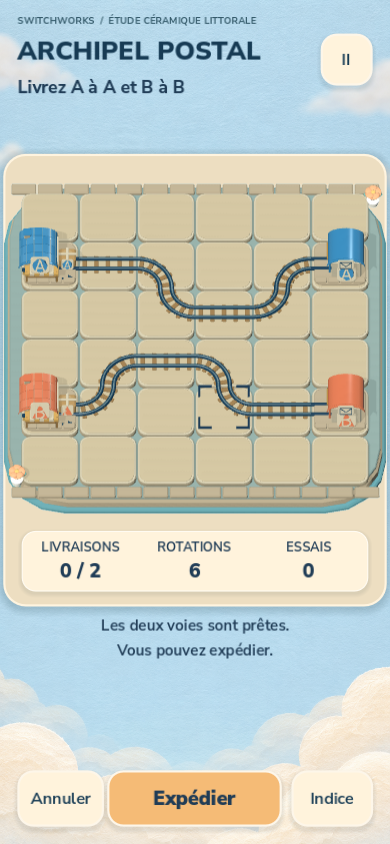 SWITCHWORKS / ÉTUDE CÉRAMIQUE LITTORALE
ARCHIPEL POSTAL
Livrez A à A et B à B
II
A
A
A
B
B
B
LIVRAISONS
ROTATIONS
ESSAIS
0 / 2
6
0
Les deux voies sont prêtes.
Vous pouvez expédier.
Annuler
Expédier
Indice